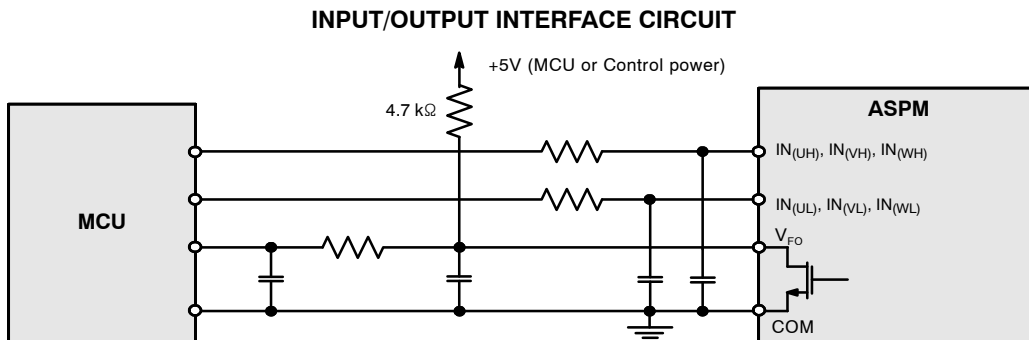 INPUT/OUTPUT INTERFACE CIRCUIT
+5V (MCU or Control power)
4.7 kΩ
ASPM
IN(UH), IN(VH), IN(WH)
IN(UL), IN(VL), IN(WL)
MCU
VFO
COM